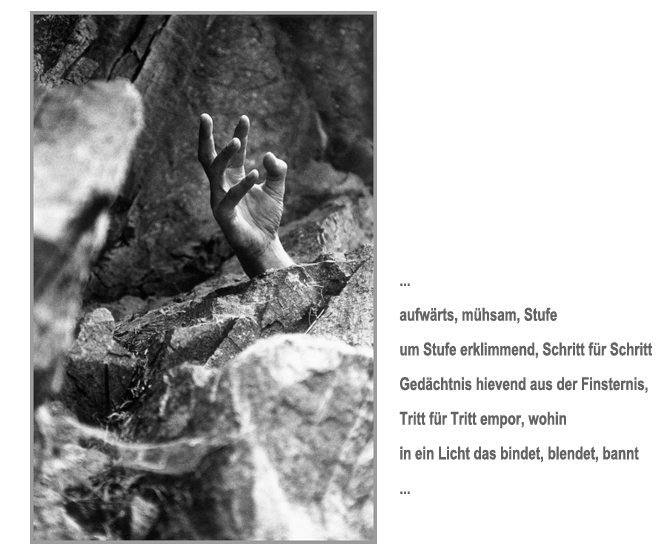 ...
aufwärts, mühsam, Stufe
um Stufe erklimmend, Schritt für Schritt
Gedächtnis hievend aus der Finsternis,
Tritt für Tritt empor, wohin
in ein Licht das bindet, blendet, bannt
...